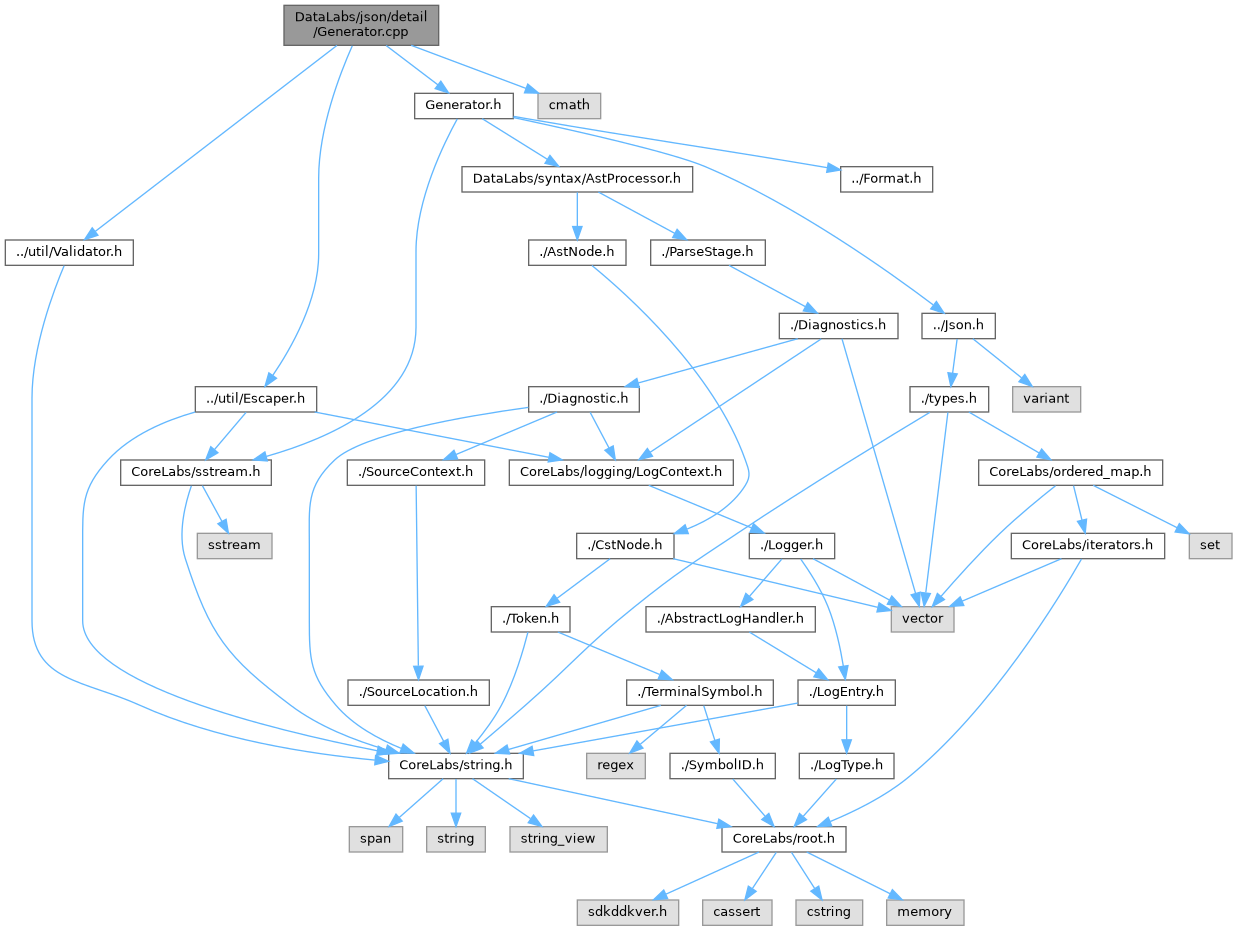 DataLabs/json/detail
/Generator.cpp
Generator.h
cmath
DataLabs/syntax/AstProcessor.h
../Format.h
../util/Validator.h
./AstNode.h
./ParseStage.h
./Diagnostics.h
../Json.h
../util/Escaper.h
./Diagnostic.h
./types.h
variant
CoreLabs/sstream.h
./SourceContext.h
CoreLabs/logging/LogContext.h
CoreLabs/ordered_map.h
sstream
./CstNode.h
./Logger.h
CoreLabs/iterators.h
set
./Token.h
./AbstractLogHandler.h
vector
./SourceLocation.h
./TerminalSymbol.h
./LogEntry.h
CoreLabs/string.h
regex
./SymbolID.h
./LogType.h
span
string
string_view
CoreLabs/root.h
sdkddkver.h
cassert
cstring
memory